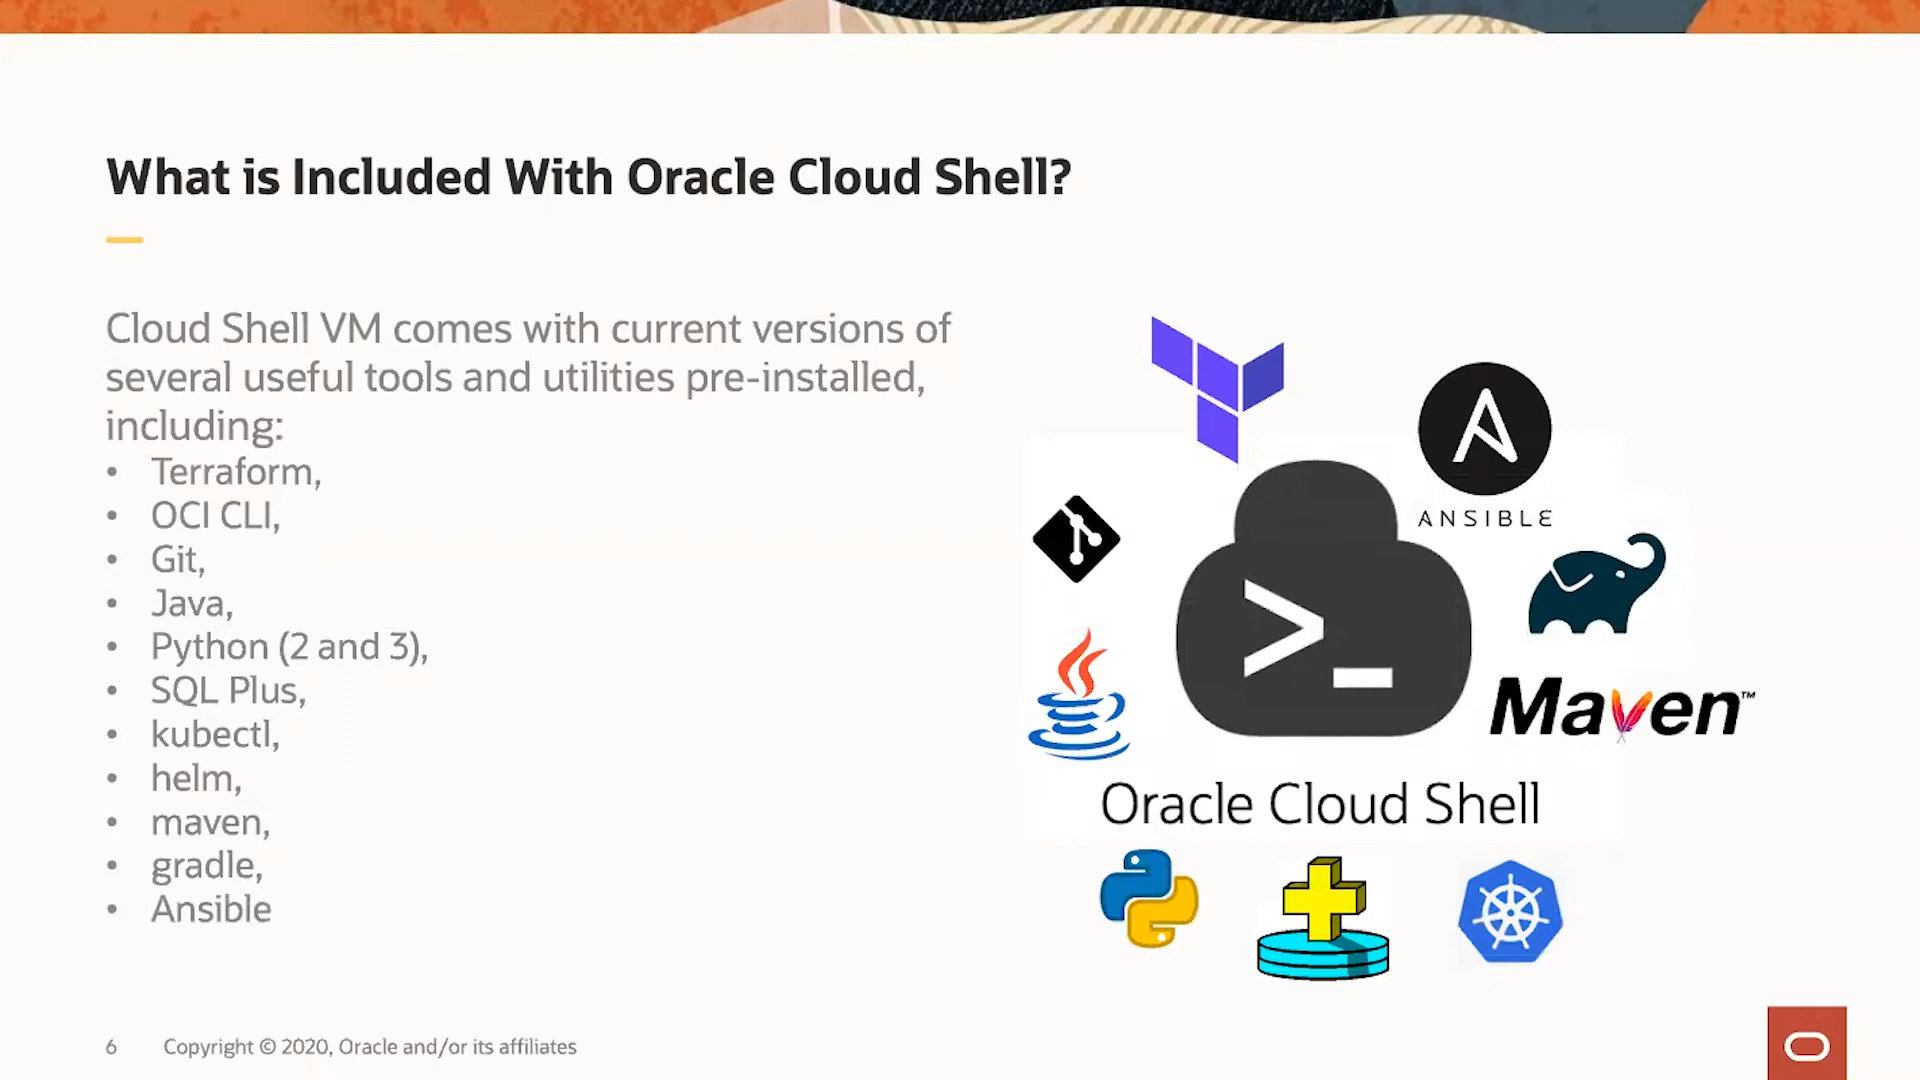 What is Included With Oracle Cloud Shell?
Cloud Shell VM comes with current versions of
several useful tools and utilities pre-installed,
including:
• Terraform,
• OCI CLI,
• Git,
• Java,
• Python (2 and 3),
• SQL Plus,
• kubectl,
• helm,
• maven,
• gradle,
• Ansible
ANSIBLE
>_
Maven™
Oracle Cloud Shell
6 Copyright © 2020, Oracle and/or its affiliates